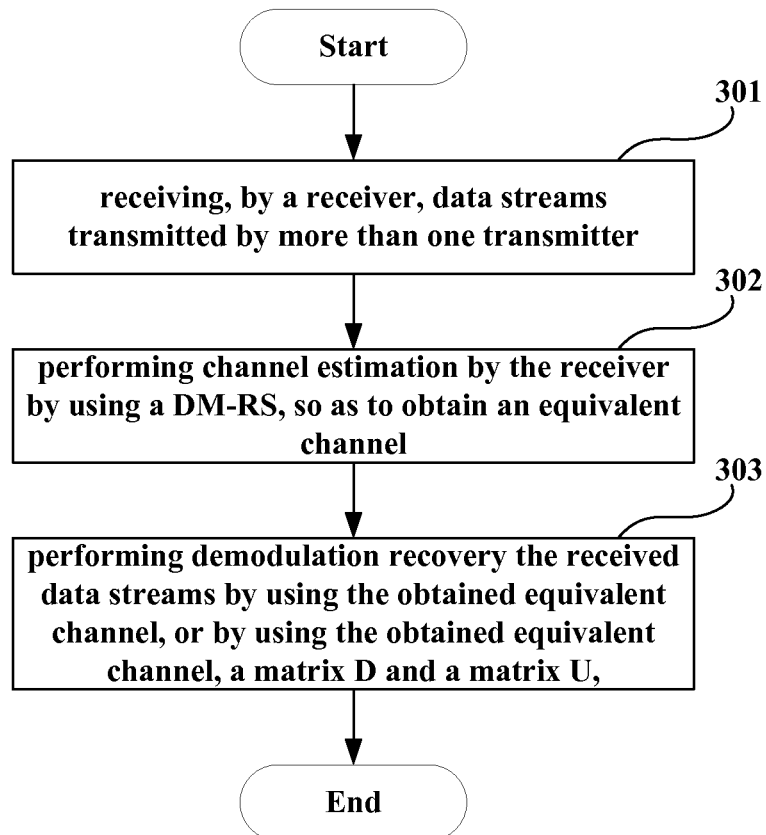 Start
301
receiving, by a receiver, data streams
transmitted by more than one transmitter
302
performing channel estimation by the receiver
by using a DM-RS, so as to obtain an equivalent
channel
303
performing demodulation recovery the received
data streams by using the obtained equivalent
channel, or by using the obtained equivalent
channel, a matrix D and a matrix U,
End